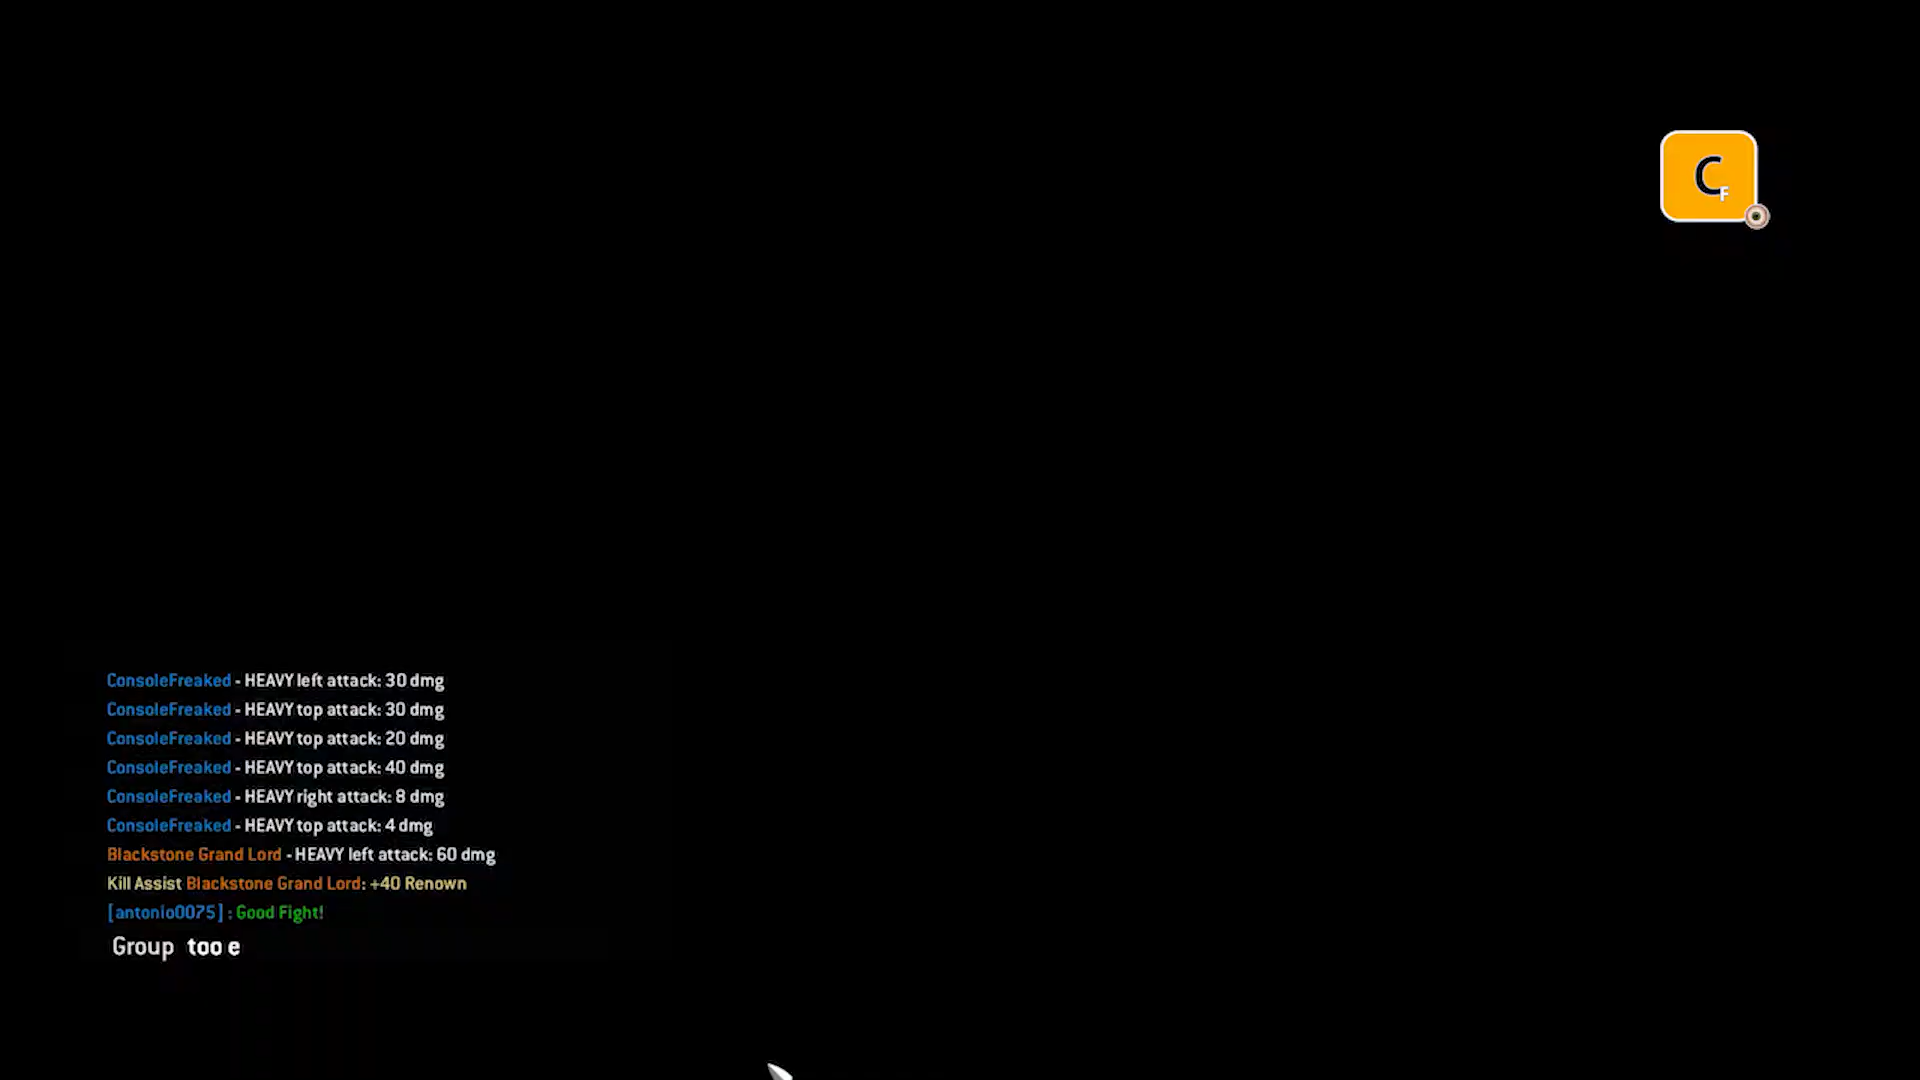 CF
ConsoleFreaked - HEAVY left attack: 30 dmg
ConsoleFreaked - HEAVY top attack: 30 dmg
ConsoleFreaked - HEAVY top attack: 20 dmg
ConsoleFreaked - HEAVY top attack: 40 dmg
ConsoleFreaked - HEAVY right attack: 8 dmg
ConsoleFreaked - HEAVY top attack: 4 dmg
Blackstone Grand Lord - HEAVY left attack: 60 dmg
Kill Assist Blackstone Grand Lord: +40 Renown
[antonio0075] : Good Fight!
Group too e